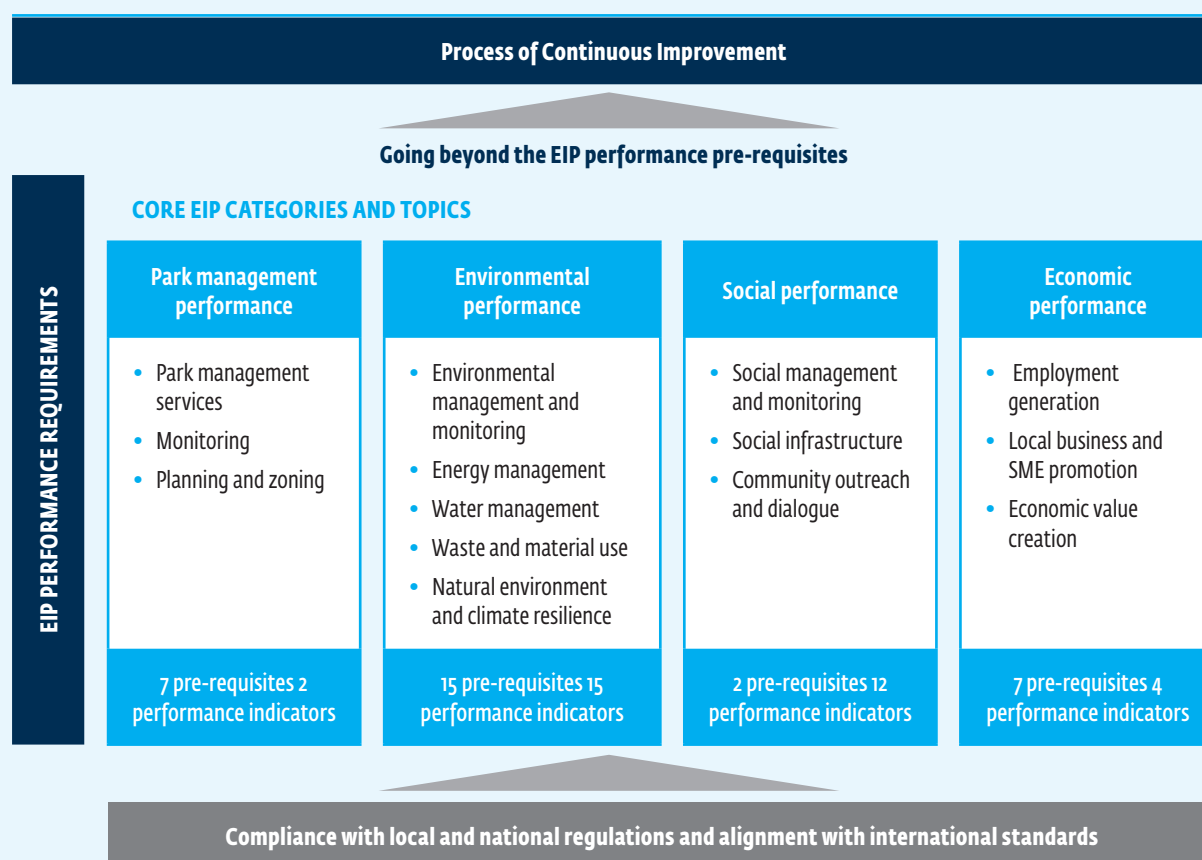 Process of Continuous Improvement
Going beyond the EIP performance pre-requisites
EIP PERFORMANCE REQUIREMENTS
CORE EIP CATEGORIES AND TOPICS
Park management
performance
• Park management
services
• Monitoring
• Planning and zoning
7 pre-requisites 2
performance indicators
Environmental
performance
• Environmental
management and
monitoring
• Energy management
• Water management
• Waste and material use
• Natural environment
and climate resilience
15 pre-requisites 15
performance indicators
Social performance
• Social management
and monitoring
• Social infrastructure
• Community outreach
and dialogue
2 pre-requisites 12
performance indicators
Economic
performance
• Employment
generation
• Local business and
SME promotion
• Economic value
creation
7 pre-requisites 4
performance indicators
Compliance with local and national regulations and alignment with international standards